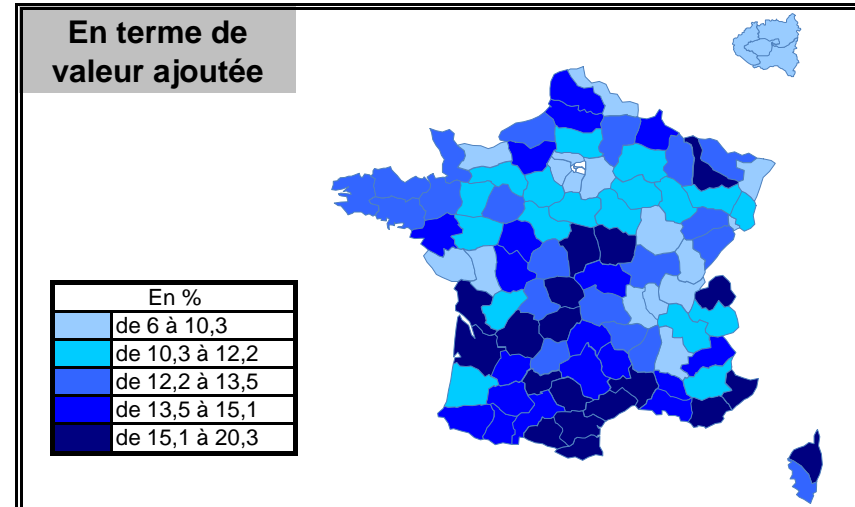 En terme de
valeur ajoutée
En %
de 6 à 10,3
de 10,3 à 12,2
de 12,2 à 13,5
de 13,5 à 15,1
de 15,1 à 20,3